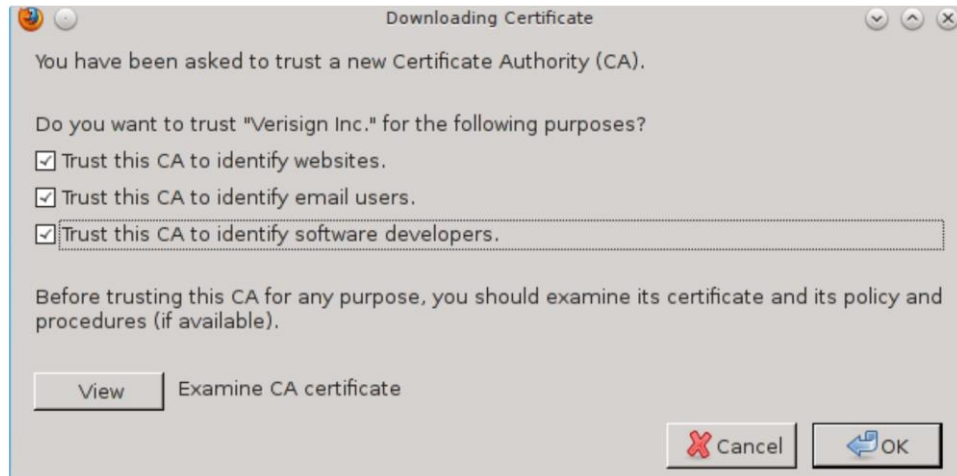 Downloading Certificate
You have been asked to trust a new Certificate Authority (CA).
Do you want to trust "Verisign Inc." for the following purposes?
Trust this CA to identify websites.
Trust this CA to identify email users.
Trust this CA to identify software developers.
Before trusting this CA for any purpose, you should examine its certificate and its policy and
procedures (if available).
View Examine CA certificate
Cancel OK